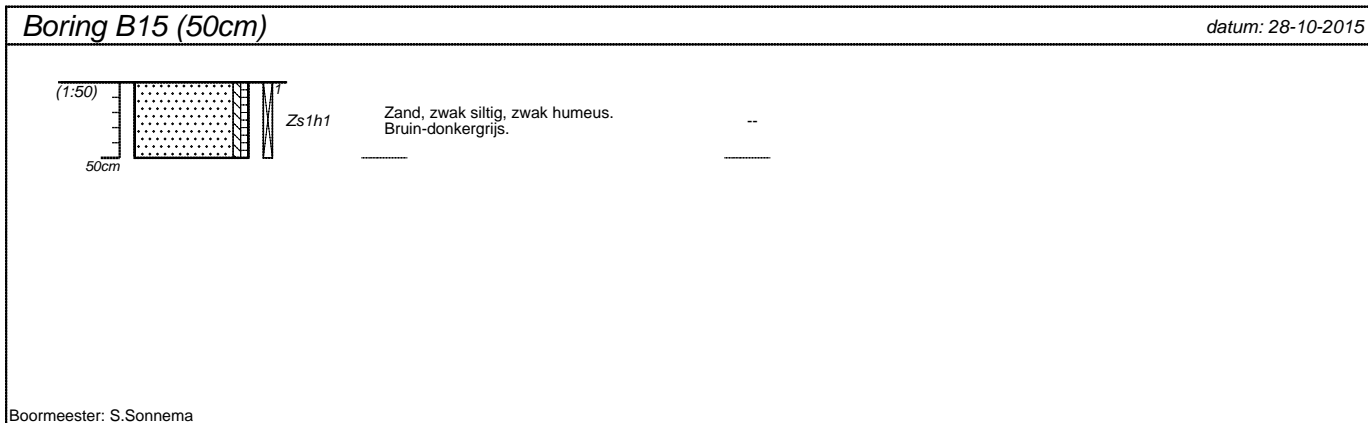 Boring B15 (50cm)
datum: 28-10-2015
(1:50)
1
Zs1h1
Zand, zwak siltig, zwak humeus.
Bruin-donkergrijs.
--
50cm
Boormeester: S.Sonnema